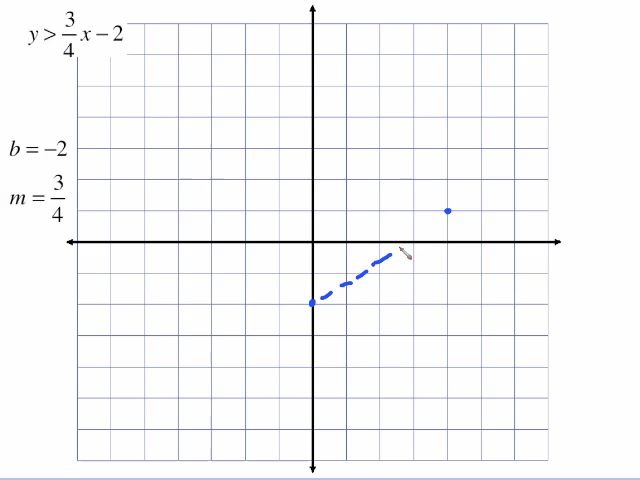 y > 3/4 x − 2
b = −2
m = 3/4